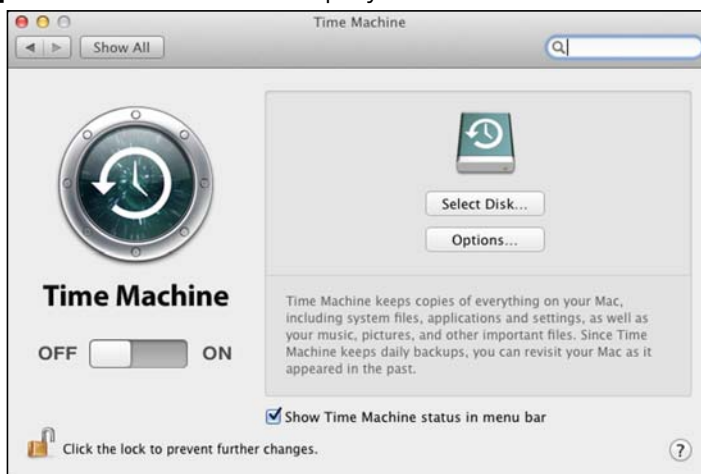 Time Machine
Show All
Select Disk...
Options...
Time Machine
OFF ON
Time Machine keeps copies of everything on your Mac,
including system files, applications and settings, as well as
your music, pictures, and other important files. Since Time
Machine keeps daily backups, you can revisit your Mac as it
appeared in the past.
Show Time Machine status in menu bar
Click the lock to prevent further changes.
?